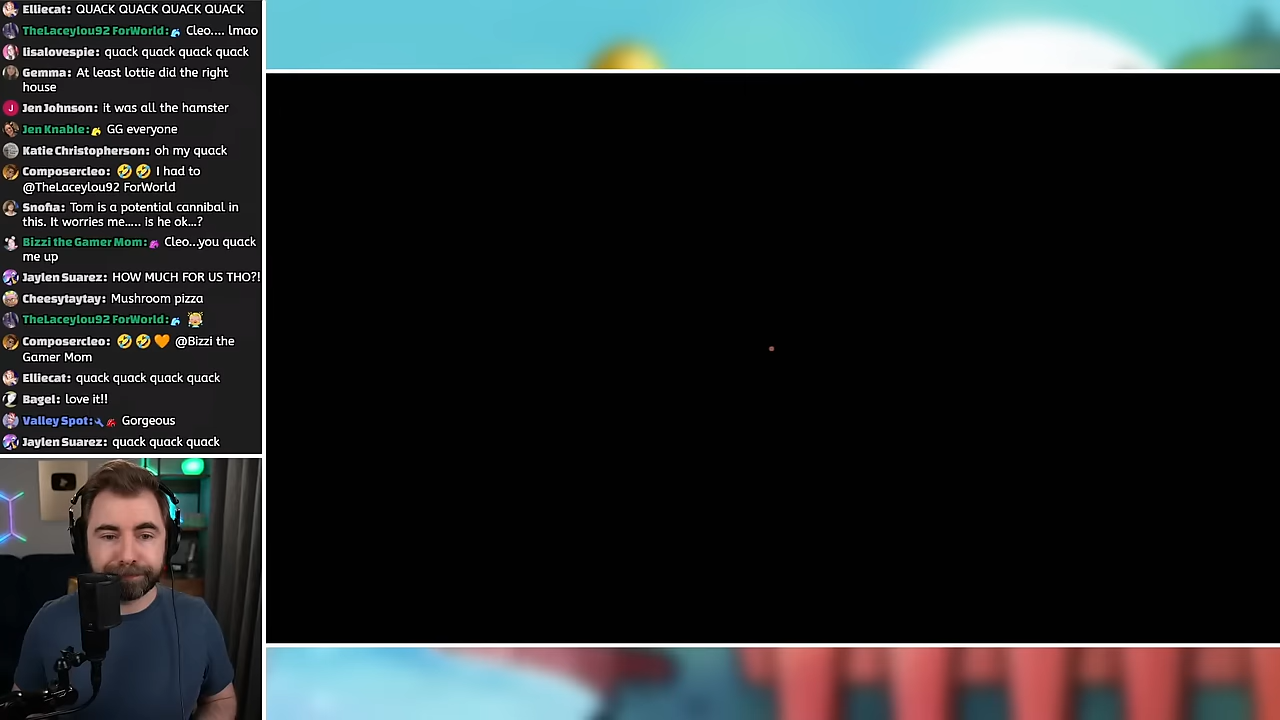 Elliecat: QUACK QUACK QUACK QUACK
TheLaceylou92 ForWorld: Cleo.... lmao
lisalovespie: quack quack quack quack
Gemma: At least lottie did the right
house
J Jen Johnson: it was all the hamster
Jen Knable: GG everyone
Katie Christopherson: oh my quack
Composercleo: 🤣 🤣 I had to
@TheLaceylou92 ForWorld
Snofia: Tom is a potential cannibal in
this. It worries me..... Is he ok...?
Bizzi the Gamer Mom: Cleo...you quack
me up
Jaylen Suarez: HOW MUCH FOR US THO?!
Cheesytaytay: Mushroom pizza
TheLaceylou92 ForWorld:
Composercleo: 🤣 🤣 🧡 @Bizzi the
Gamer Mom
Elliecat: quack quack quack quack
Bagel: love it!!
Valley Spot: Gorgeous
Jaylen Suarez: quack quack quack